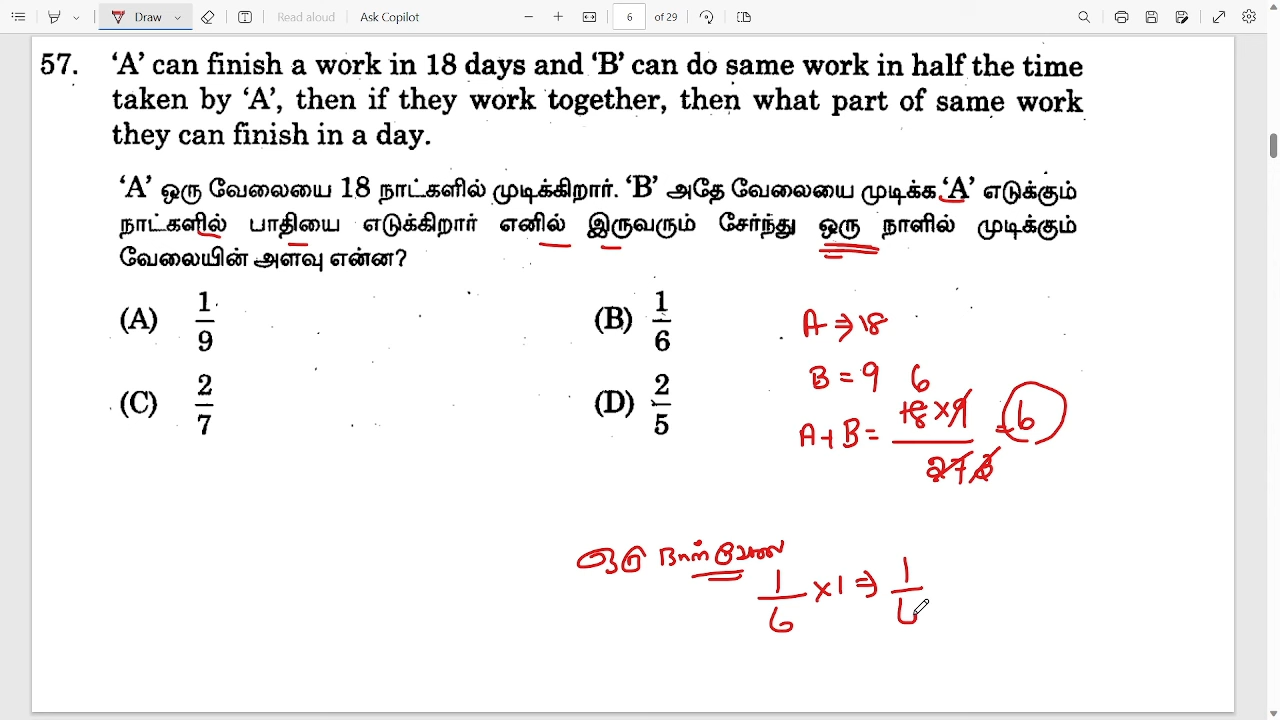 Draw
Read aloud
Ask Copilot
6 of 29
57. 'A' can finish a work in 18 days and 'B' can do same work in half the time
taken by 'A', then if they work together, then what part of same work
they can finish in a day.
'A' ஒரு வேலையை 18 நாட்களில் முடிக்கிறார். 'B' அதே வேலையை முடிக்க 'A' எடுக்கும்
நாட்களில் பாதியை எடுக்கிறார் எனில் இருவரும் சேர்ந்து ஒரு நாளில் முடிக்கும்
வேலையின் அளவு என்ன?
(A) 1/9
(B) 1/6
(C) 2/7
(D) 2/5
A ⇒ 18
B = 9
6
A + B = 18 × 9 / 27 3 = 6
ஒரு நாள் வேலை
1/6 × 1 ⇒ 1/6